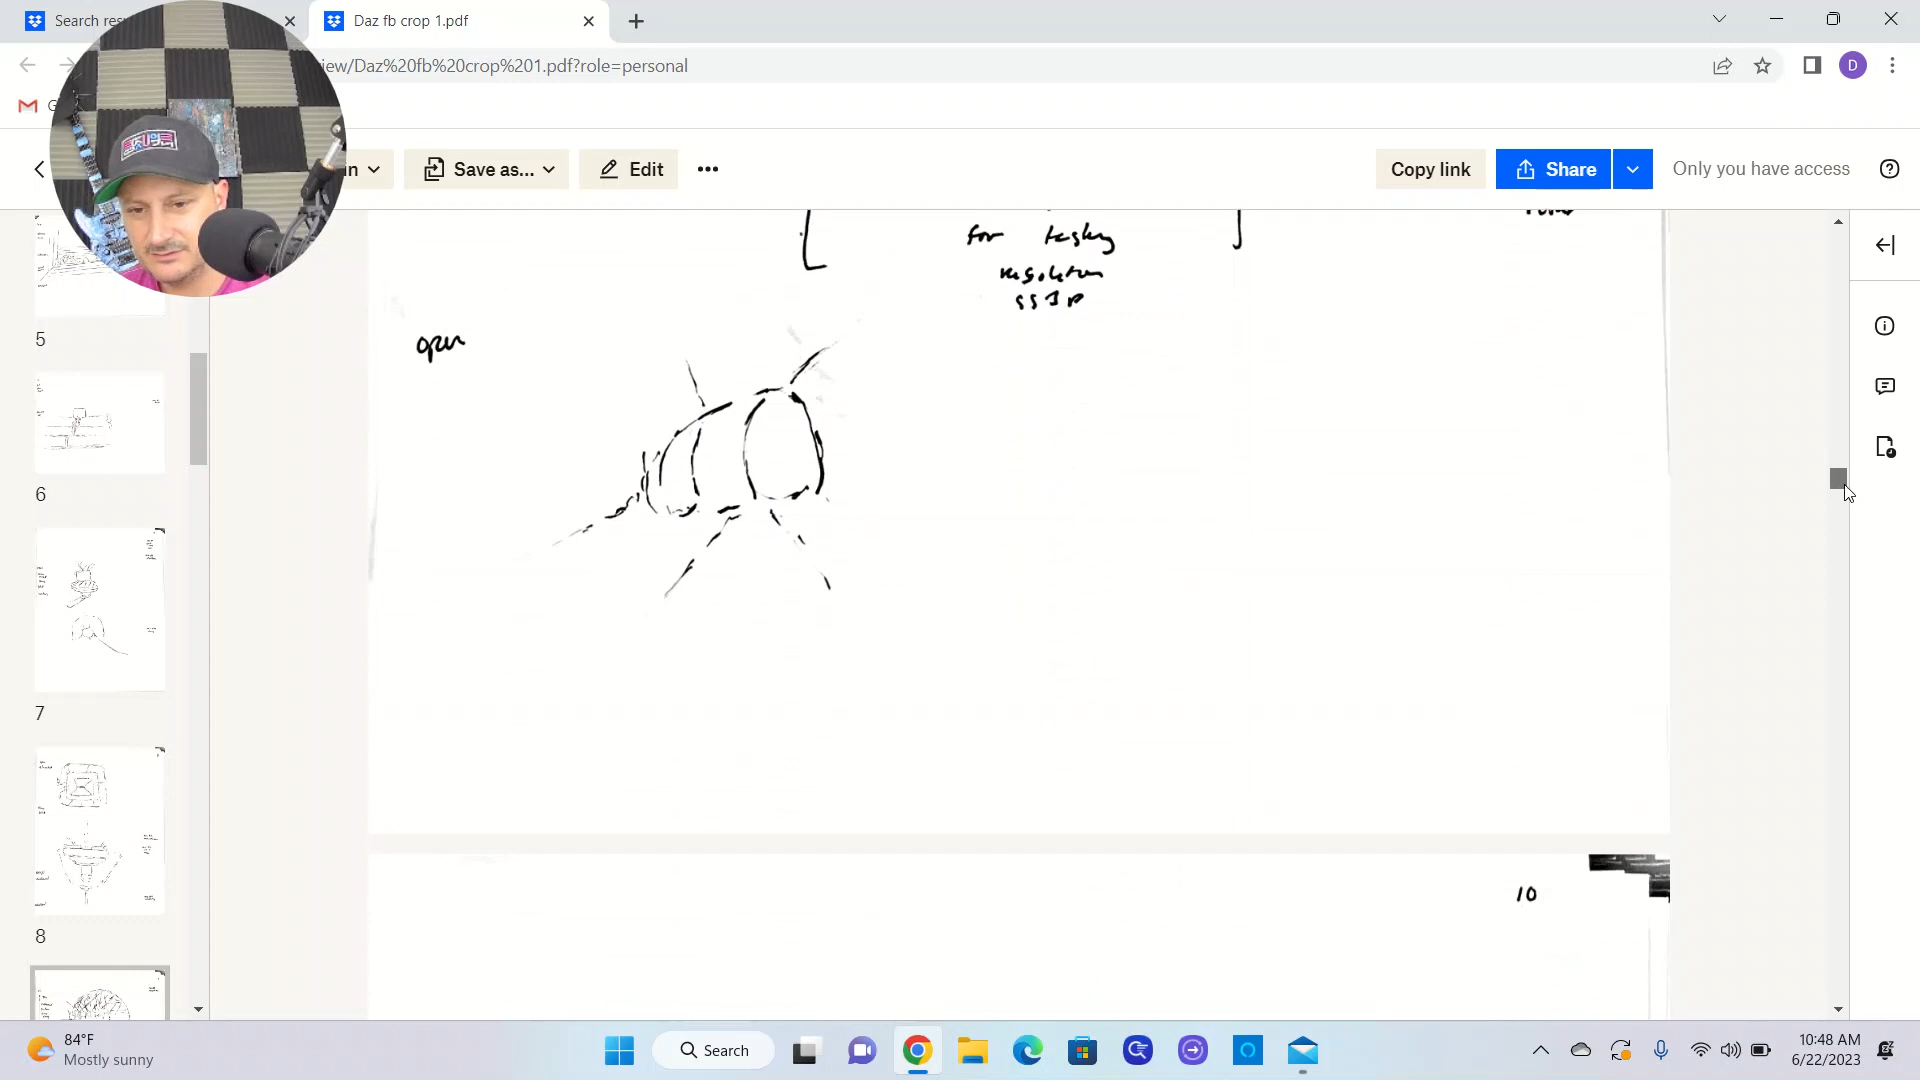 Search res
Daz fb crop 1.pdf
iew/Daz%20fb%20crop%201.pdf?role=personal
D
G
in
Save as...
Edit
Copy link
Share
Only you have access
for
resolution
open
10
5
6
7
8
84°F
Mostly sunny
Search
10:48 AM
6/22/2023